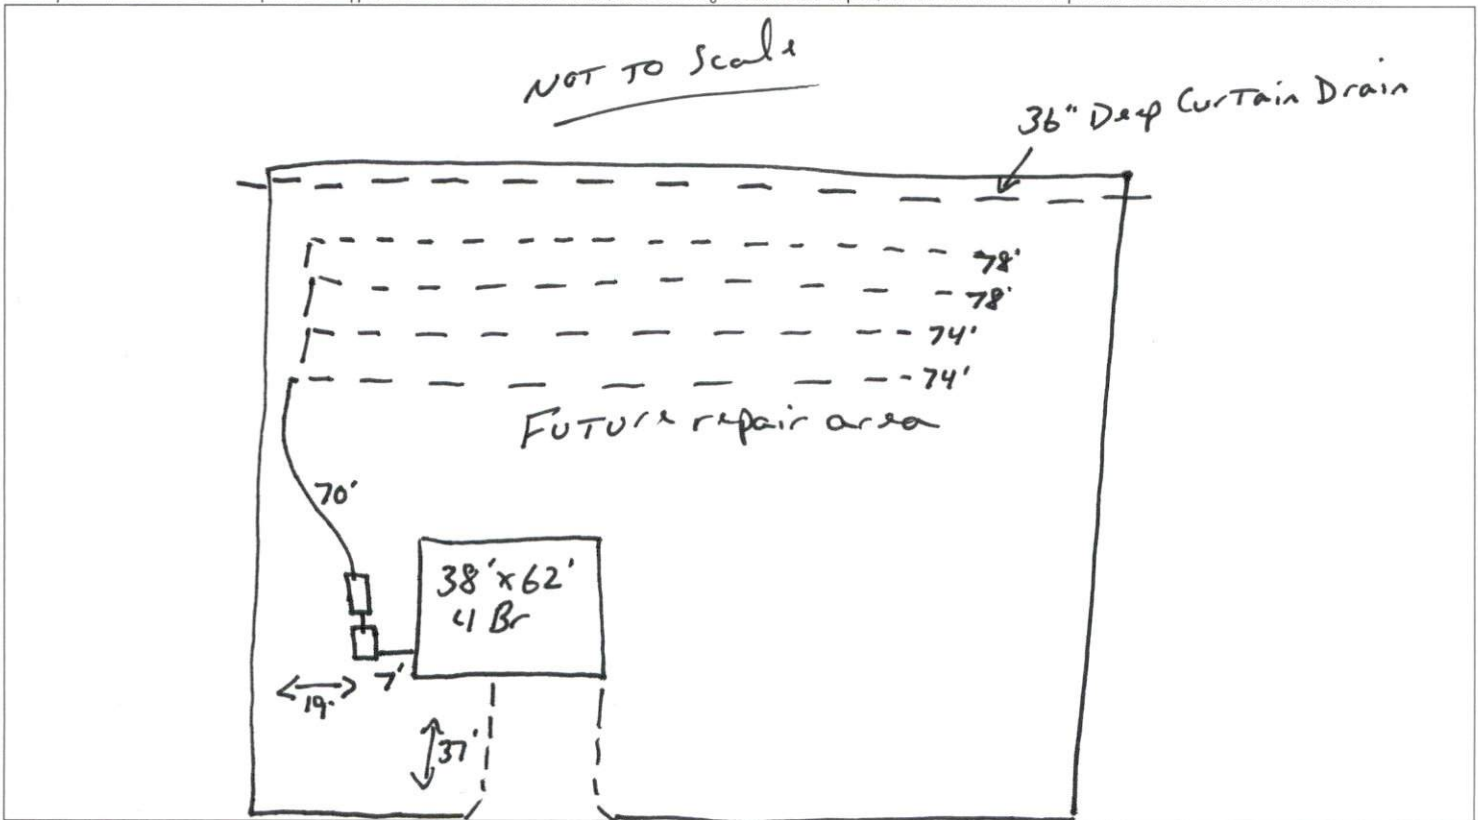 NOT TO Scale
36" Deep Curtain Drain
78'
78'
74'
74'
Future repair area
70'
38' x 62'
4 Br
7'
19'
37'